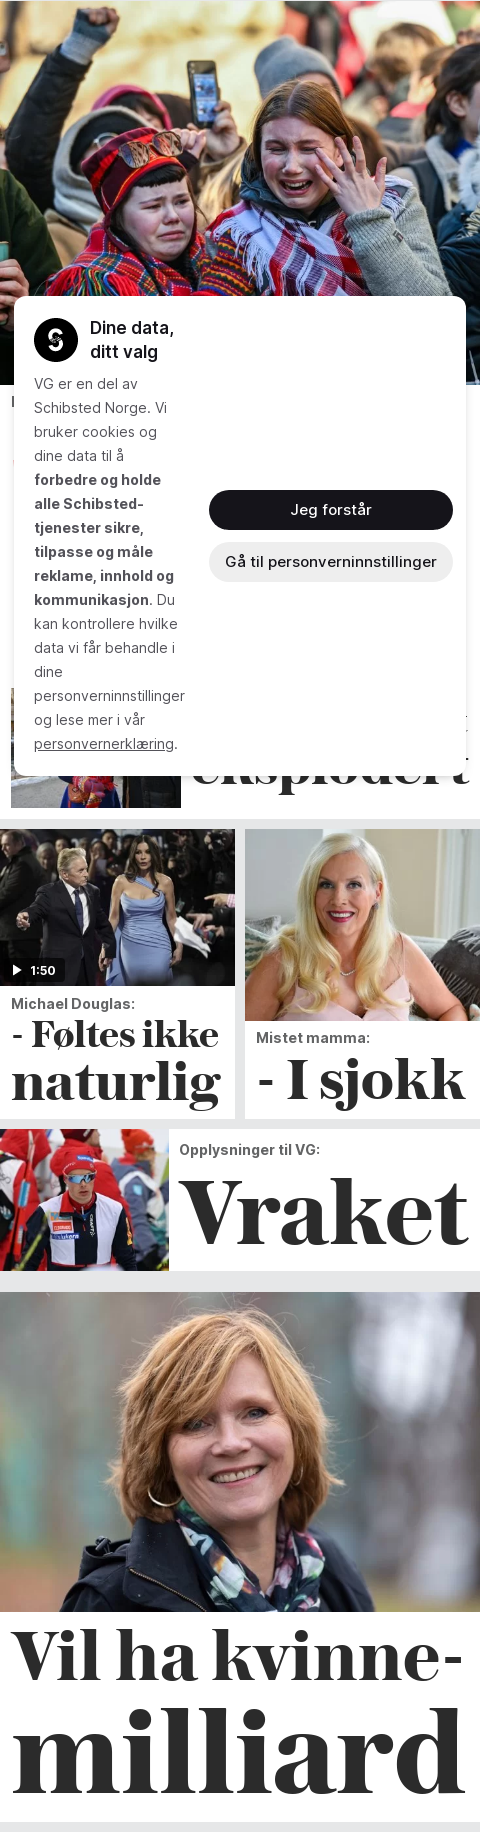 Dine data,
ditt valg
VG er en del av
Schibsted Norge. Vi
bruker cookies og
dine data til å
forbedre og holde
alle Schibsted-
tjenester sikre,
tilpasse og måle
reklame, innhold og
kommunikasjon. Du
kan kontrollere hvilke
data vi får behandle i
dine
personverninnstillinger
og lese mer i vår
personvernerklæring.
Jeg forstår
Gå til personverninnstillinger
eksplodert
1:50
Michael Douglas:
- Føltes ikke
naturlig
Mistet mamma:
- I sjokk
Opplysninger til VG:
Vraket
Vil ha kvinne-
milliard